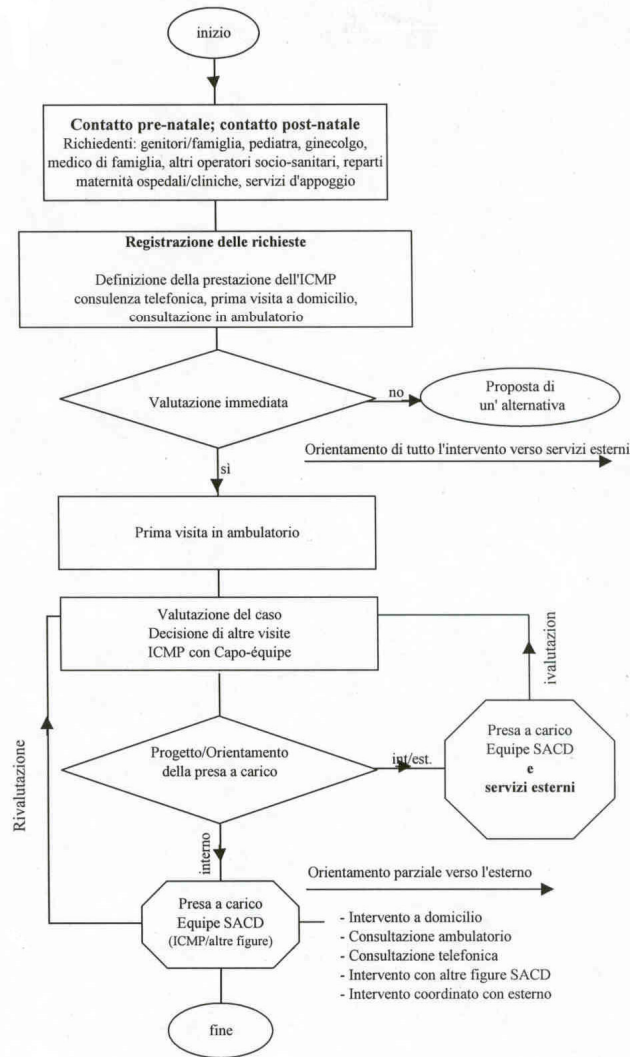 inizio
Contatto pre-natale; contatto post-natale
Richiedenti: genitori/famiglia, pediatra, ginecolgo,
medico di famiglia, altri operatori socio-sanitari, reparti
maternità ospedali/cliniche, servizi d'appoggio
Registrazione delle richieste
Definizione della prestazione dell'ICMP
consulenza telefonica, prima visita a domicilio,
consultazione in ambulatorio
Valutazione immediata
no
Proposta di
un' alternativa
Orientamento di tutto l'intervento verso servizi esterni
sì
Prima visita in ambulatorio
Valutazione del caso
Decisione di altre visite
ICMP con Capo-équipe
ivalutazion
Rivalutazione
Progetto/Orientamento
della presa a carico
int/est.
Presa a carico
Equipe SACD
e
servizi esterni
interno
Orientamento parziale verso l'esterno
Presa a carico
Equipe SACD
(ICMP/altre figure)
- Intervento a domicilio
- Consultazione ambulatorio
- Consultazione telefonica
- Intervento con altre figure SACD
- Intervento coordinato con esterno
fine